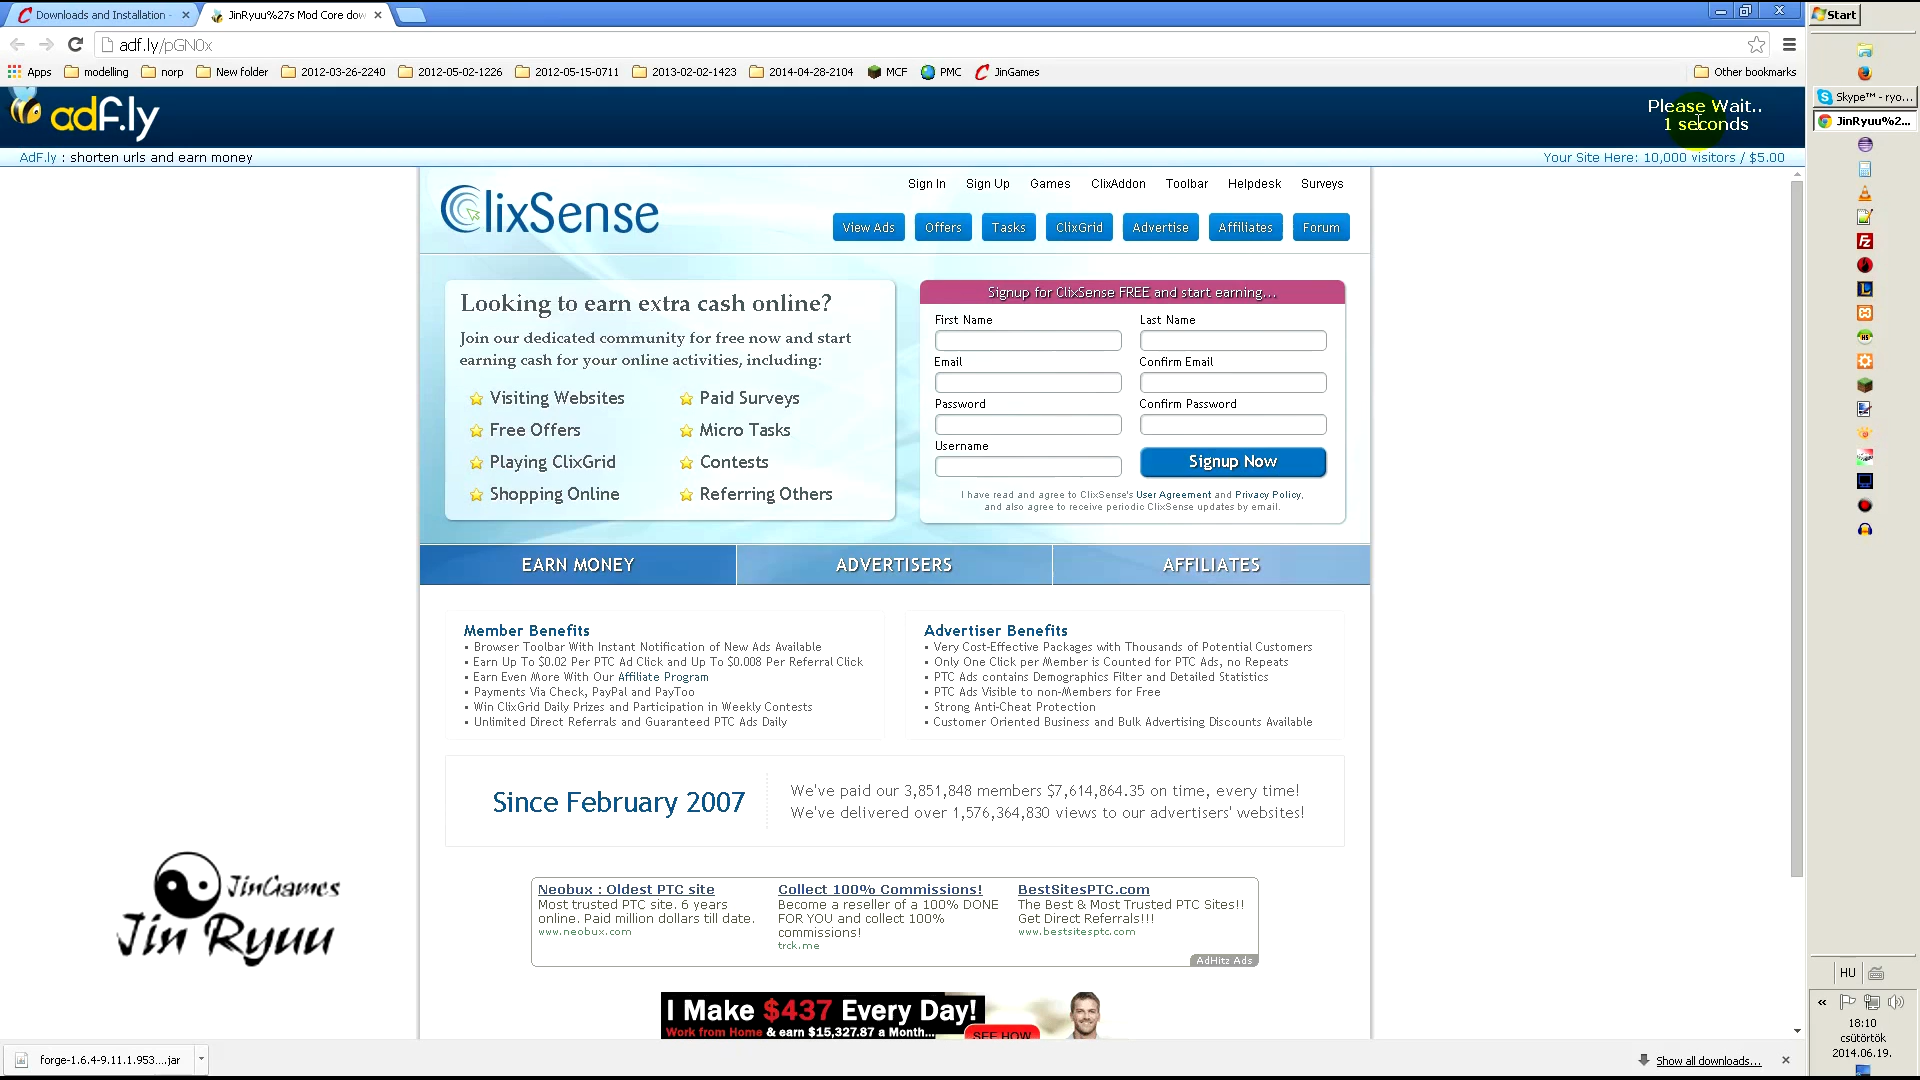 Downloads and Installation -
JinRyuu%27s Mod Core dow
Start
adf.ly/pGN0x
Apps
modelling
norp
New folder
2012-03-26-2240
2012-05-02-1226
2012-05-15-0711
2013-02-02-1423
2014-04-28-2104
MCF
PMC
JinGames
Other bookmarks
Skype™ - ryo...
JinRyuu%2...
adf.ly
Please Wait..
1 seconds
AdF.ly : shorten urls and earn money
Your Site Here: 10,000 visitors / $5.00
ClixSense
Sign In
Sign Up
Games
ClixAddon
Toolbar
Helpdesk
Surveys
View Ads
Offers
Tasks
ClixGrid
Advertise
Affiliates
Forum
Looking to earn extra cash online?
Join our dedicated community for free now and start
earning cash for your online activities, including:
Visiting Websites
Paid Surveys
Free Offers
Micro Tasks
Playing ClixGrid
Contests
Shopping Online
Referring Others
Signup for ClixSense FREE and start earning...
First Name
Last Name
Email
Confirm Email
Password
Confirm Password
Username
Signup Now
I have read and agree to ClixSense's User Agreement and Privacy Policy,
and also agree to receive periodic ClixSense updates by email.
EARN MONEY
ADVERTISERS
AFFILIATES
Member Benefits
• Browser Toolbar With Instant Notification of New Ads Available
• Earn Up To $0.02 Per PTC Ad Click and Up To $0.008 Per Referral Click
• Earn Even More With Our Affiliate Program
• Payments Via Check, PayPal and PayToo
• Win ClixGrid Daily Prizes and Participation in Weekly Contests
• Unlimited Direct Referrals and Guaranteed PTC Ads Daily
Advertiser Benefits
• Very Cost-Effective Packages with Thousands of Potential Customers
• Only One Click per Member is Counted for PTC Ads, no Repeats
• PTC Ads contains Demographics Filter and Detailed Statistics
• PTC Ads Visible to non-Members for Free
• Strong Anti-Cheat Protection
• Customer Oriented Business and Bulk Advertising Discounts Available
Since February 2007
We've paid our 3,851,848 members $7,614,864.35 on time, every time!
We've delivered over 1,576,364,830 views to our advertisers' websites!
JinGames
Jin Ryuu
Neobux : Oldest PTC site
Most trusted PTC site. 6 years
online. Paid million dollars till date.
www.neobux.com
Collect 100% Commissions!
Become a reseller of a 100% DONE
FOR YOU and collect 100%
commissions!
trck.me
BestSitesPTC.com
The Best & Most Trusted PTC Sites!!
Get Direct Referrals!!!
www.bestsitesptc.com
AdHitz Ads
I Make $437 Every Day!
Work from Home & earn $15,327.87 a Month...
SEE HOW
HU
18:10
csütörtök
2014.06.19.
forge-1.6.4-9.11.1.953....jar
Show all downloads...